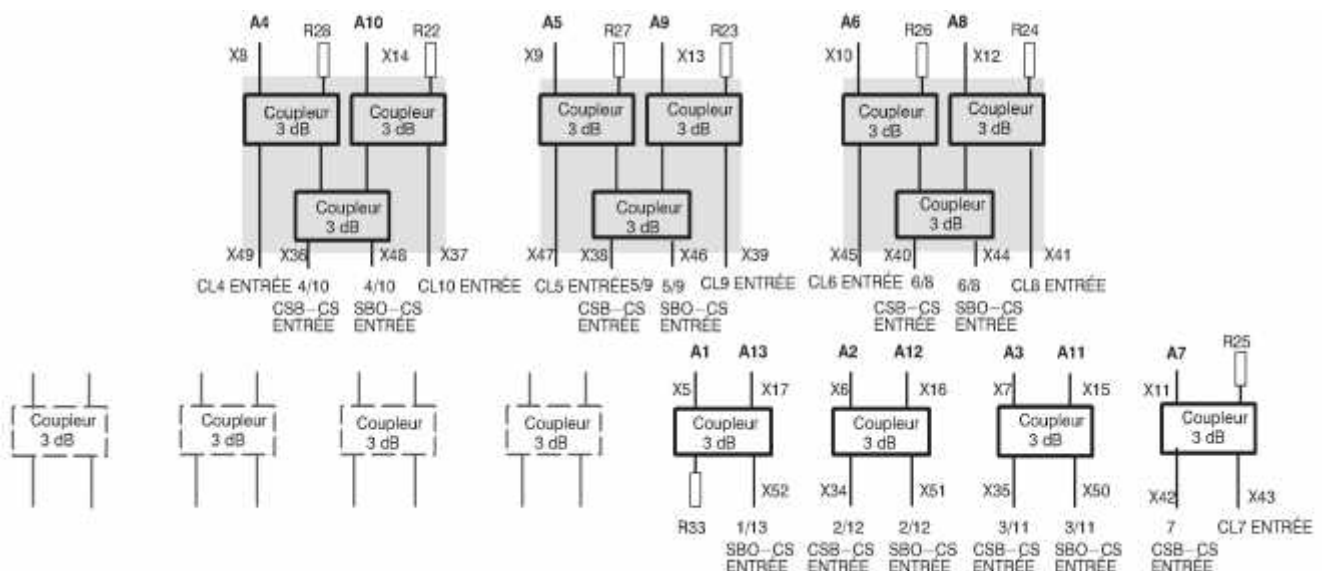 A4 R28 A10 R22 A5 R27 A9 R23 A6 R26 A8 R24
X8 X14 X9 X13 X10 X12
Coupleur Coupleur Coupleur Coupleur Coupleur Coupleur
3 dB 3 dB 3 dB 3 dB 3 dB 3 dB
Coupleur Coupleur Coupleur
3 dB 3 dB 3 dB
X49 X36 X48 X37 X47 X38 X46 X39 X45 X40 X44 X41
CL4 ENTRÉE 4/10 4/10 CL10 ENTRÉE CL5 ENTRÉE5/9 5/9 CL9 ENTRÉE CL6 ENTRÉE 6/8 6/8 CL8 ENTRÉE
CSB–CS SBO–CS CSB–CS SBO–CS CSB–CS SBO–CS
ENTRÉE ENTRÉE ENTRÉE ENTRÉE ENTRÉE ENTRÉE
A1 A13 A2 A12 A3 A11 A7 R25
X5 X17 X6 X16 X7 X15 X11
Coupleur Coupleur Coupleur Coupleur Coupleur Coupleur Coupleur Coupleur
3 dB 3 dB 3 dB 3 dB 3 dB 3 dB 3 dB 3 dB
X52 X34 X51 X35 X50 X42 X43
R33 1/13 2/12 2/12 3/11 3/11 7 CL7 ENTRÉE
SBO–CS CSB–CS SBO–CS CSB–CS SBO–CS CSB–CS
ENTRÉE ENTRÉE ENTRÉE ENTRÉE ENTRÉE ENTRÉE